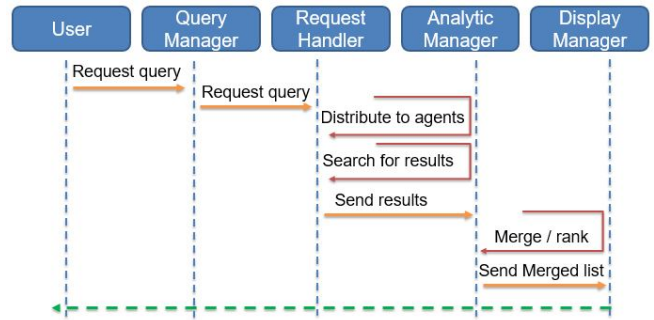 User
Query
Manager
Request
Handler
Analytic
Manager
Display
Manager
Request query
Request query
Distribute to agents
Search for results
Send results
Merge / rank
Send Merged list